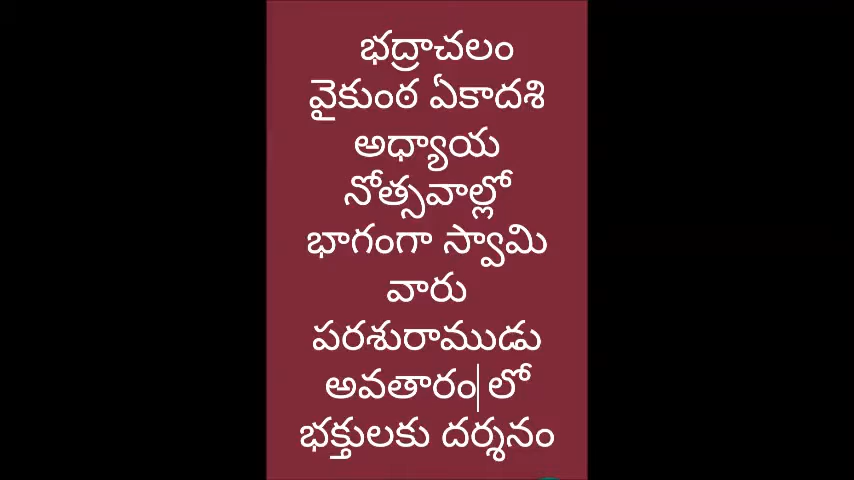 భద్రాచలం
వైకుంఠ ఏకాదశి
అధ్యాయ
నోత్సవాల్లో
భాగంగా స్వామి
వారు
పరశురాముడు
అవతారం లో
భక్తులకు దర్శనం